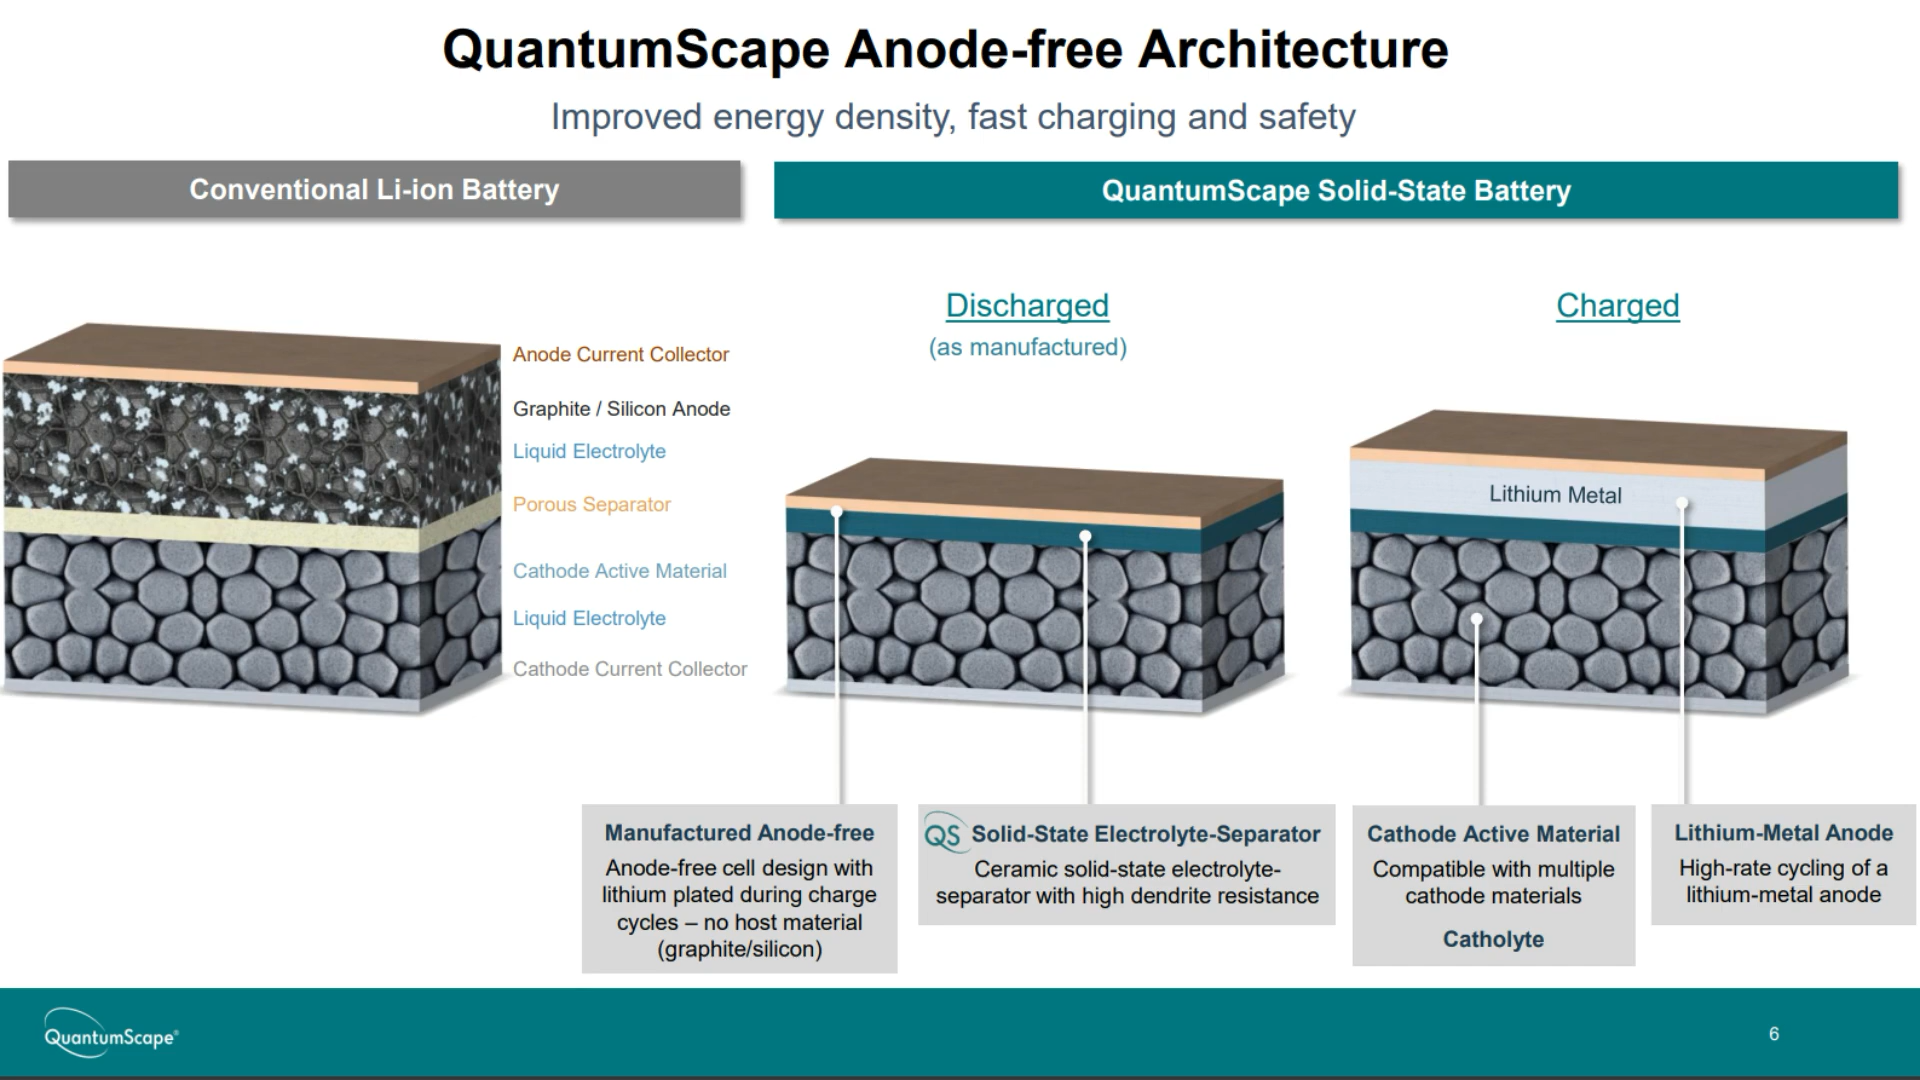 QuantumScape Anode-free Architecture
Improved energy density, fast charging and safety
Conventional Li-ion Battery
QuantumScape Solid-State Battery
Anode Current Collector
Graphite / Silicon Anode
Liquid Electrolyte
Porous Separator
Cathode Active Material
Liquid Electrolyte
Cathode Current Collector
Discharged
(as manufactured)
Charged
Lithium Metal
Manufactured Anode-free
Anode-free cell design with
lithium plated during charge
cycles – no host material
(graphite/silicon)
QS Solid-State Electrolyte-Separator
Ceramic solid-state electrolyte-
separator with high dendrite resistance
Cathode Active Material
Compatible with multiple
cathode materials
Catholyte
Lithium-Metal Anode
High-rate cycling of a
lithium-metal anode
QuantumScape®
6